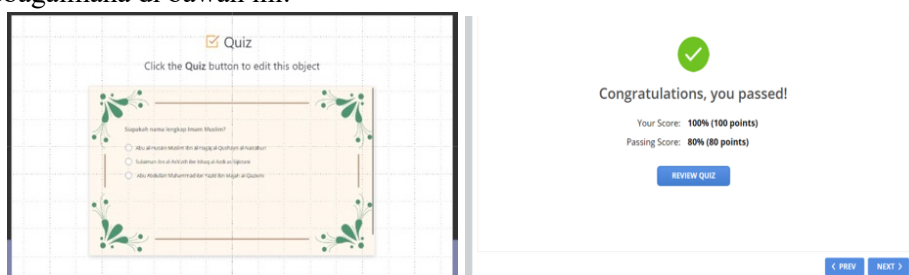 sebagaimana di bawah ini:
Quiz
Click the Quiz button to edit this object
Siapakah nama lengkap Imam Muslim?
Abu al-Husain Muslim ibn al-Hajjaj al-Qushairi al-Naisaburi
Sulaiman ibn al-Ash'ath ibn Ishaq al-Azdi as-Sijistani
Abu Abdullah Muhammad ibn Yazid ibn Majah al-Qazwini
Congratulations, you passed!
Your Score: 100% (100 points)
Passing Score: 80% (80 points)
REVIEW QUIZ
< PREV
NEXT >